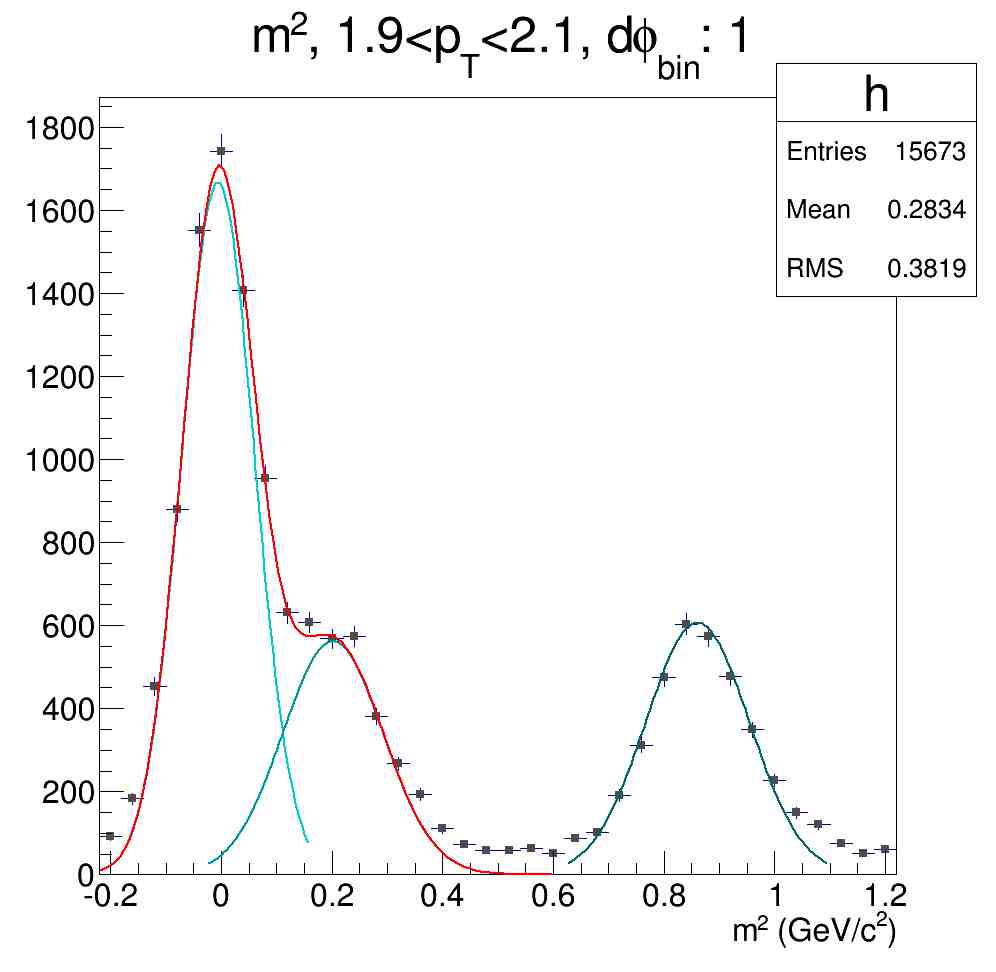 m², 1.9<p_T<2.1, dϕ_bin: 1
h
Entries 15673
Mean 0.2834
RMS 0.3819
1800
1600
1400
1200
1000
800
600
400
200
0
-0.2 0 0.2 0.4 0.6 0.8 1 1.2
m² (GeV/c²)